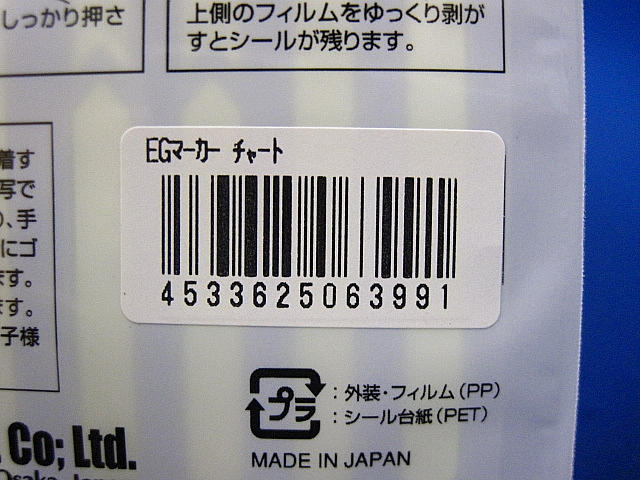 しっかり押さ
上側のフィルムをゆっくり剥が
すとシールが残ります。
着す
写で
、手
にゴ
ます。
ます。
子様
EGマーカー チャート
4533625063991
プラ
：外装・フィルム（PP）
：シール台紙（PET）
Co; Ltd.
Osaka, Japan
MADE IN JAPAN